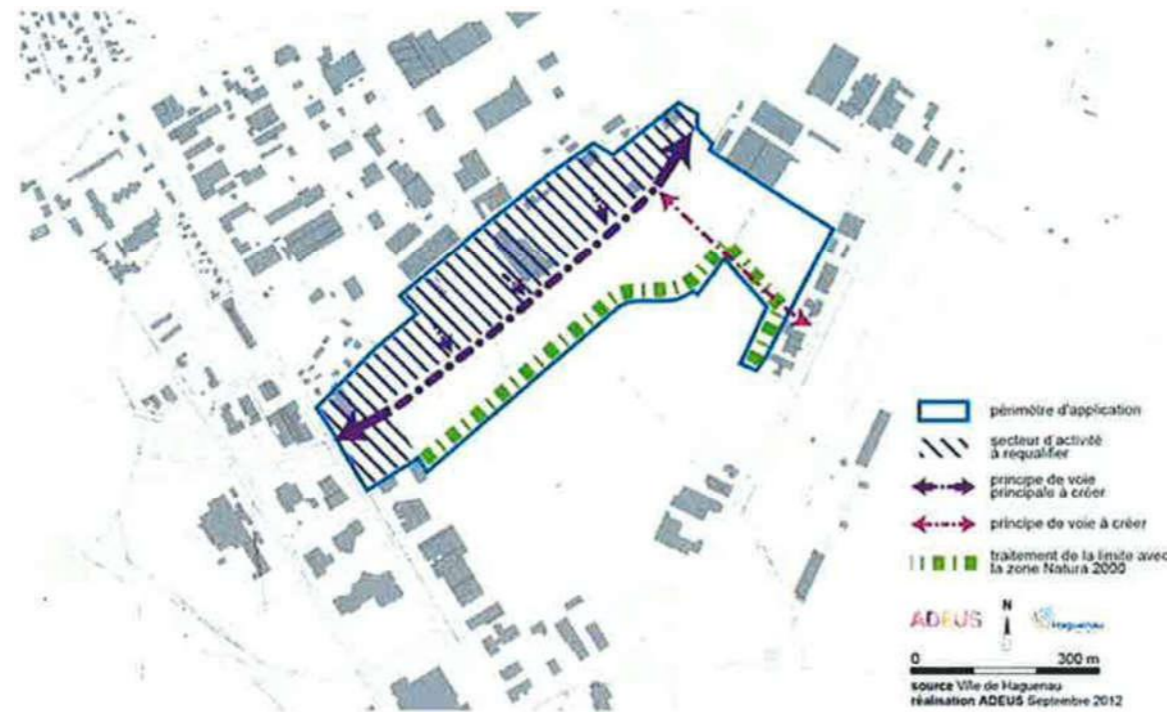 périmètre d'application
secteur d'activité
à requalifier
principe de voie
principale à créer
principe de voie à créer
traitement de la limite avec
la zone Natura 2000
ADEUS
N
Haguenau
0 300 m
source Ville de Haguenau
réalisation ADEUS Septembre 2012